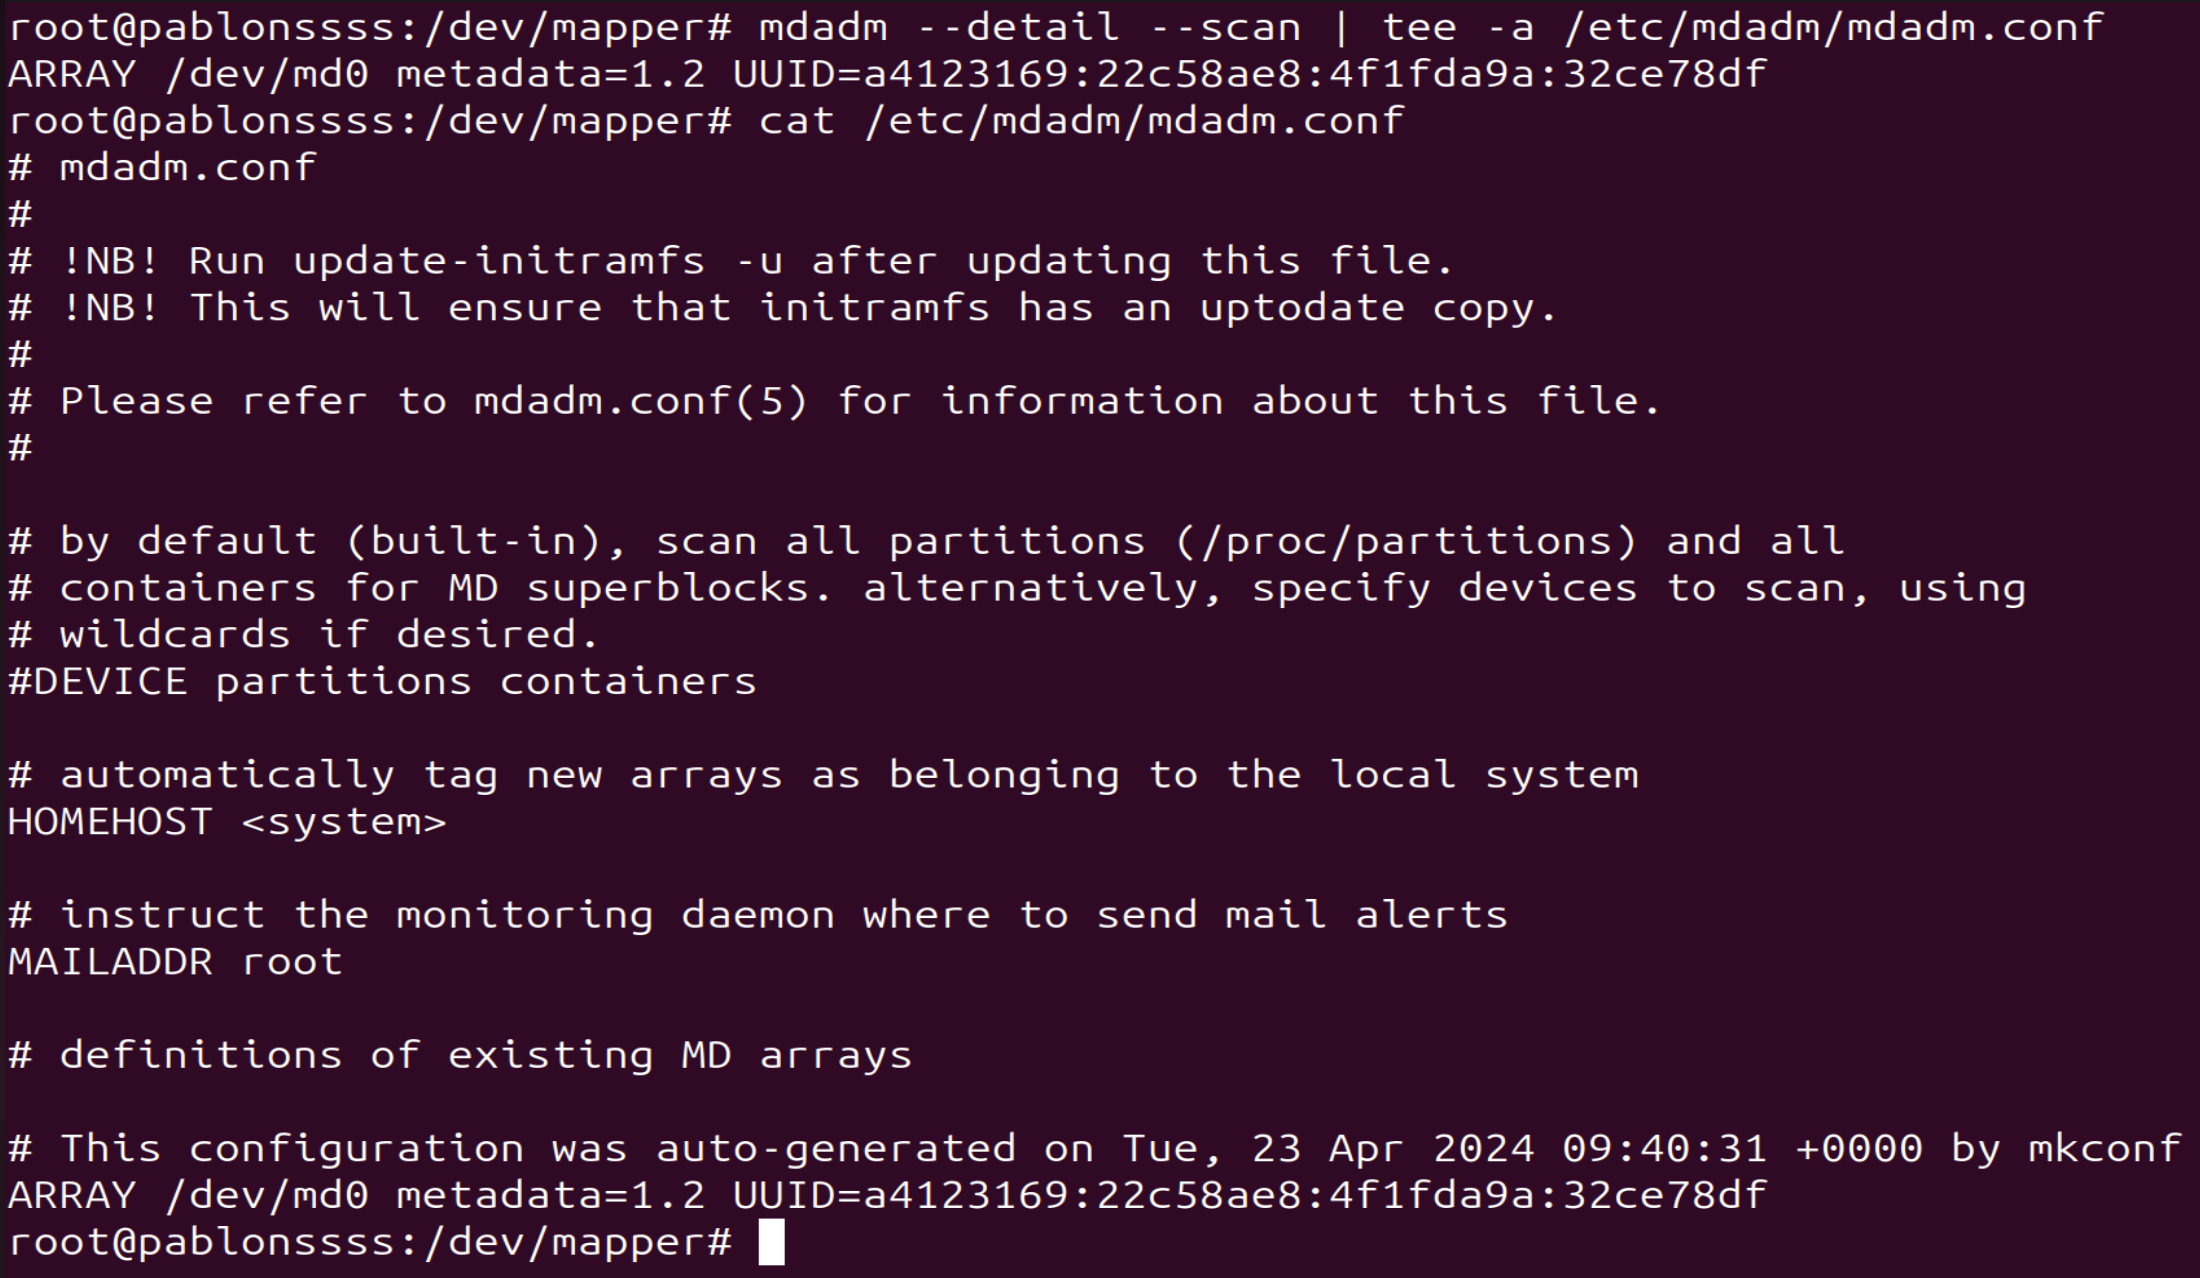 root@pablonssss:/dev/mapper# mdadm --detail --scan | tee -a /etc/mdadm/mdadm.conf
ARRAY /dev/md0 metadata=1.2 UUID=a4123169:22c58ae8:4f1fda9a:32ce78df
root@pablonssss:/dev/mapper# cat /etc/mdadm/mdadm.conf
# mdadm.conf
#
# !NB! Run update-initramfs -u after updating this file.
# !NB! This will ensure that initramfs has an uptodate copy.
#
# Please refer to mdadm.conf(5) for information about this file.
#

# by default (built-in), scan all partitions (/proc/partitions) and all
# containers for MD superblocks. alternatively, specify devices to scan, using
# wildcards if desired.
#DEVICE partitions containers

# automatically tag new arrays as belonging to the local system
HOMEHOST <system>

# instruct the monitoring daemon where to send mail alerts
MAILADDR root

# definitions of existing MD arrays

# This configuration was auto-generated on Tue, 23 Apr 2024 09:40:31 +0000 by mkconf
ARRAY /dev/md0 metadata=1.2 UUID=a4123169:22c58ae8:4f1fda9a:32ce78df
root@pablonssss:/dev/mapper#